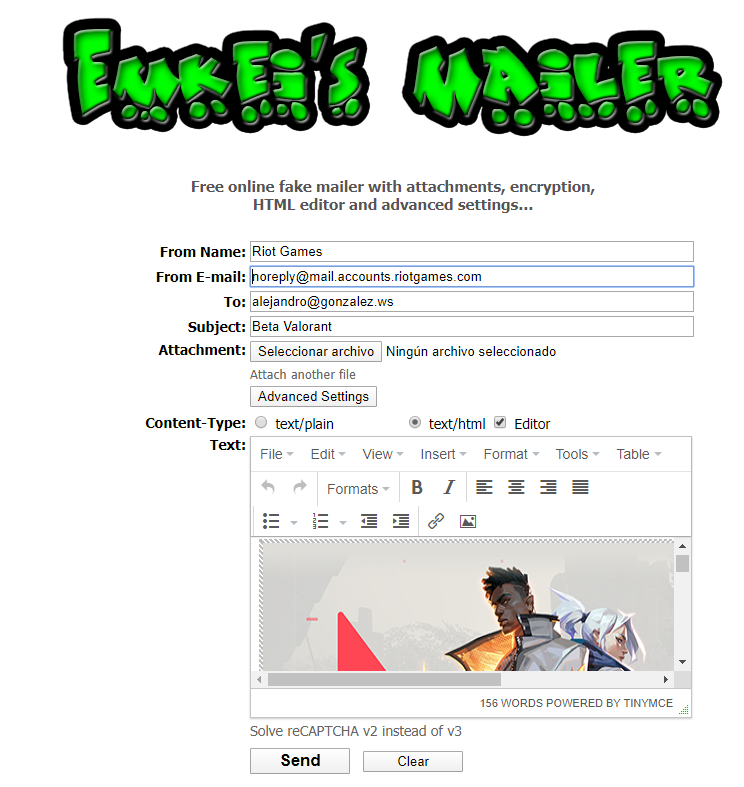 Emkei's Mailer
Free online fake mailer with attachments, encryption,
HTML editor and advanced settings...
From Name: Riot Games
From E-mail: noreply@mail.accounts.riotgames.com
To: alejandro@gonzalez.ws
Subject: Beta Valorant
Attachment: Seleccionar archivo Ningún archivo seleccionado
Attach another file
Advanced Settings
Content-Type: text/plain text/html Editor
Text:
File Edit View Insert Format Tools Table
Formats B I
156 WORDS POWERED BY TINYMCE
Solve reCAPTCHA v2 instead of v3
Send Clear